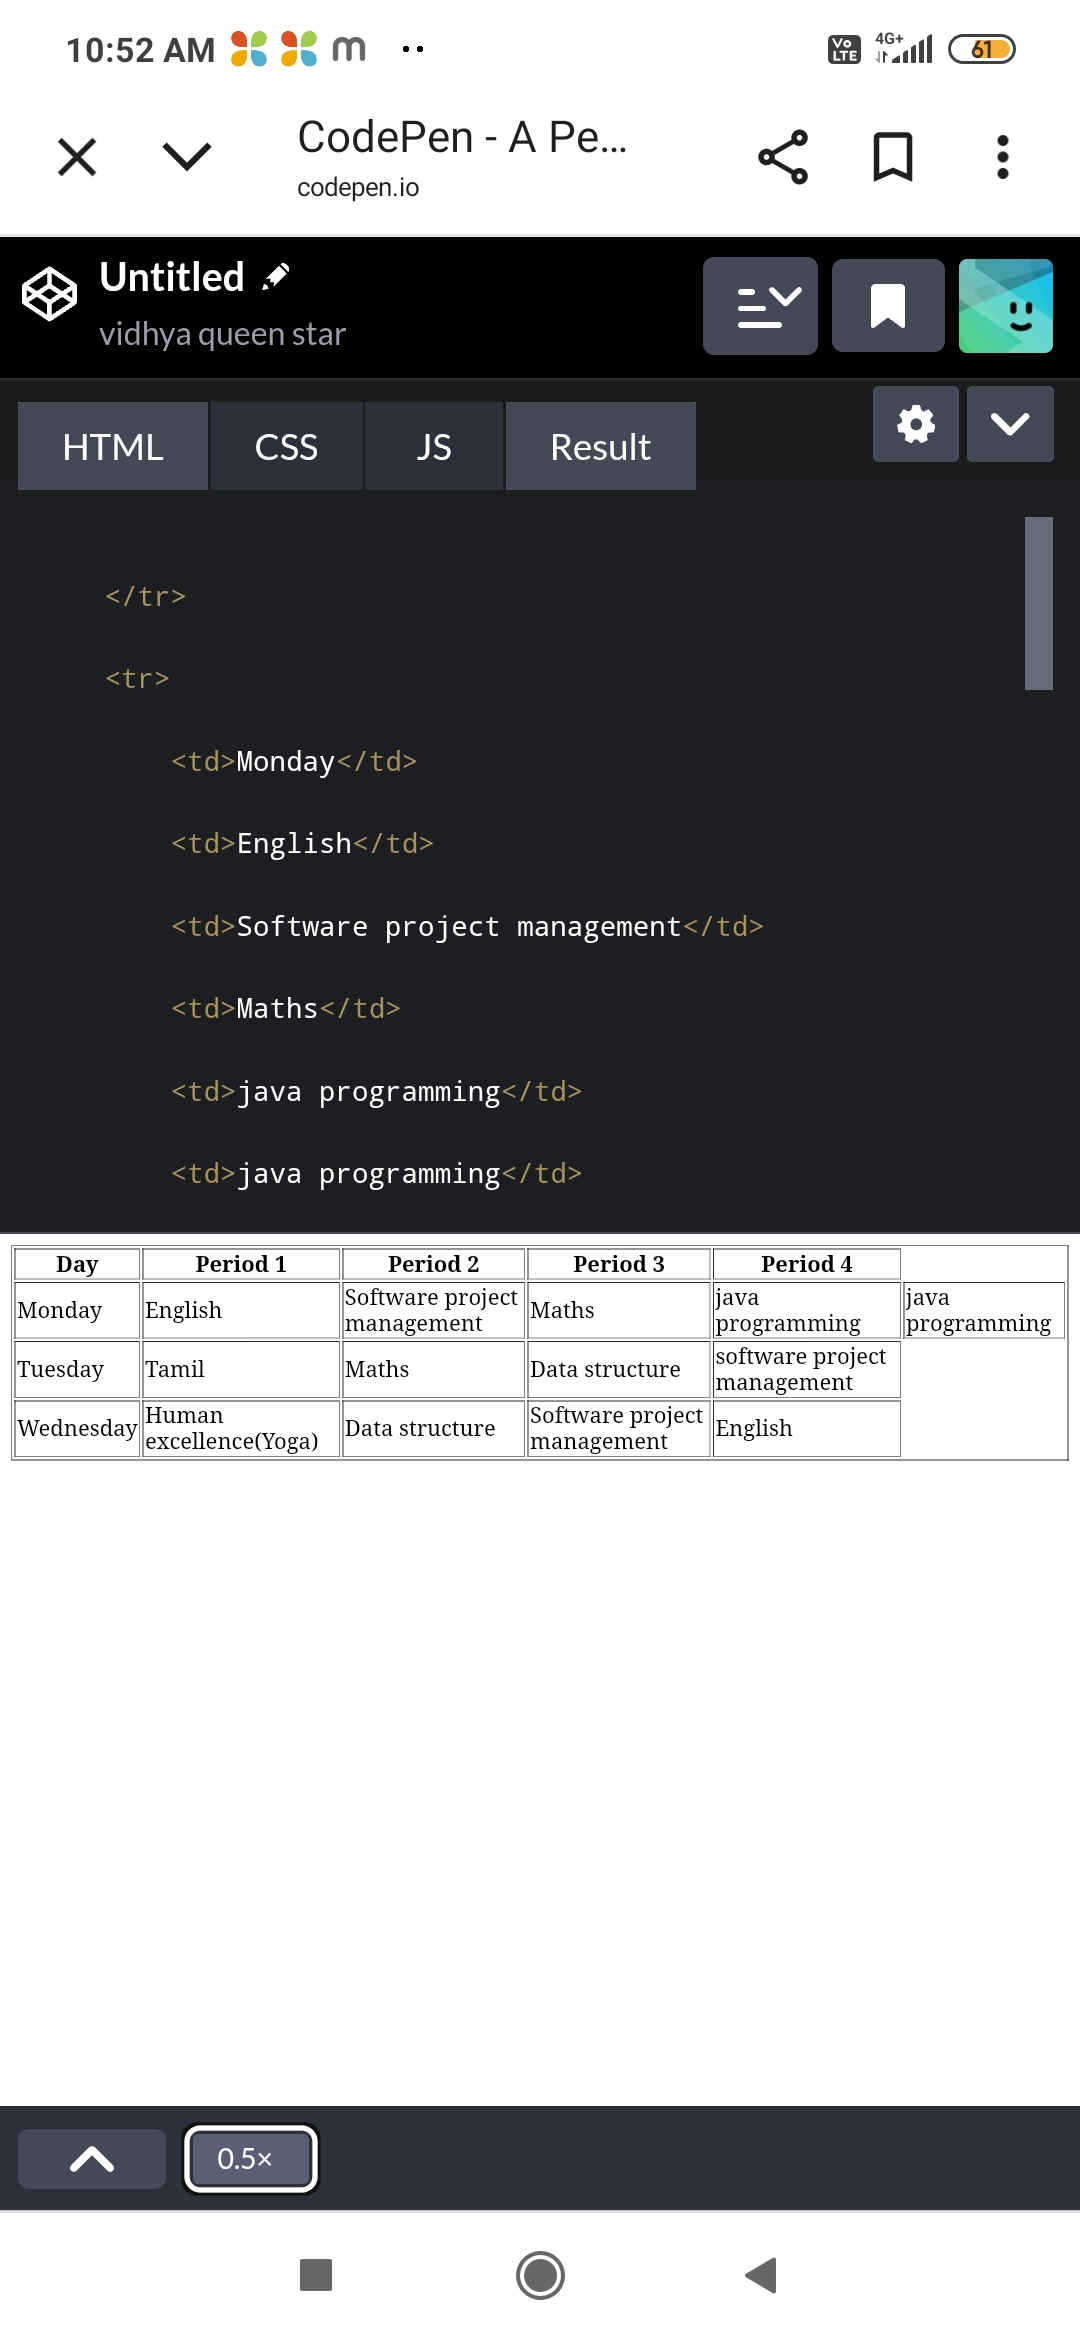 10:52 AM m ..
Vo LTE 4G+ 61
CodePen - A Pe...
codepen.io
Untitled
vidhya queen star
HTML CSS JS Result
</tr>
<tr>
<td>Monday</td>
<td>English</td>
<td>Software project management</td>
<td>Maths</td>
<td>java programming</td>
<td>java programming</td>
Day Period 1 Period 2 Period 3 Period 4
Monday English Software project management Maths java programming java programming
Tuesday Tamil Maths Data structure software project management
Wednesday Human excellence(Yoga) Data structure Software project management English
0.5×